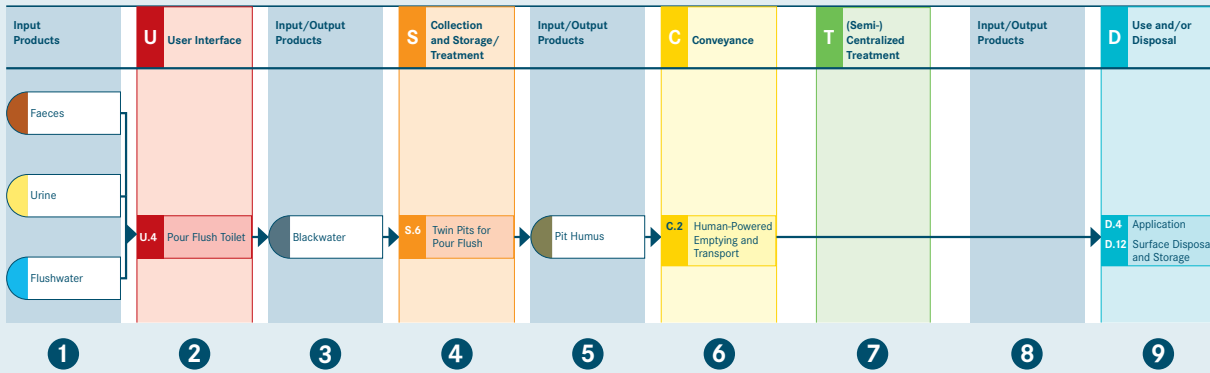 Input
Products
U User Interface
Input/Output
Products
S Collection
and Storage/
Treatment
Input/Output
Products
C Conveyance
T (Semi-)
Centralized
Treatment
Input/Output
Products
D Use and/or
Disposal
Faeces
Urine
Flushwater
U.4 Pour Flush Toilet
Blackwater
S.6 Twin Pits for
Pour Flush
Pit Humus
C.2 Human-Powered
Emptying and
Transport
D.4 Application
D.12 Surface Disposa
and Storage
1 2 3 4 5 6 7 8 9